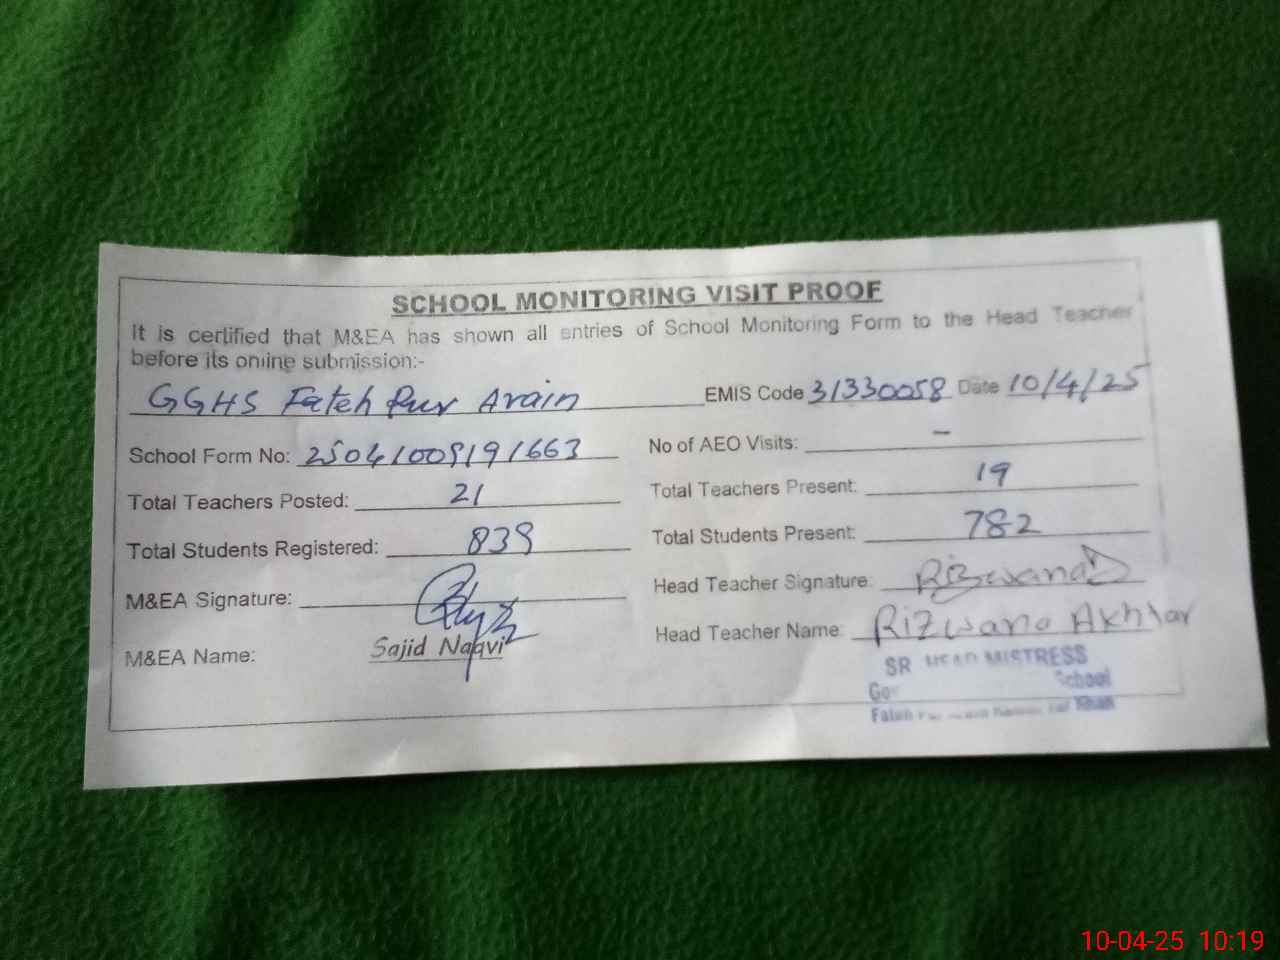 SCHOOL MONITORING VISIT PROOF
It is certified that M&EA has shown all entries of School Monitoring Form to the Head Teacher
before its online submission:-
GGHS Fateh Pur Arain EMIS Code 31330058 Date 10/4/25
School Form No: 25041009191663 No of AEO Visits: -
Total Teachers Posted: 21 Total Teachers Present: 19
Total Students Registered: 839 Total Students Present: 782
M&EA Signature: Head Teacher Signature: Rizwana
M&EA Name: Sajid Naqvi Head Teacher Name: Rizwana Akhtar
SR HEAD MISTRESS
School
Fateh Khan
10-04-25 10:19